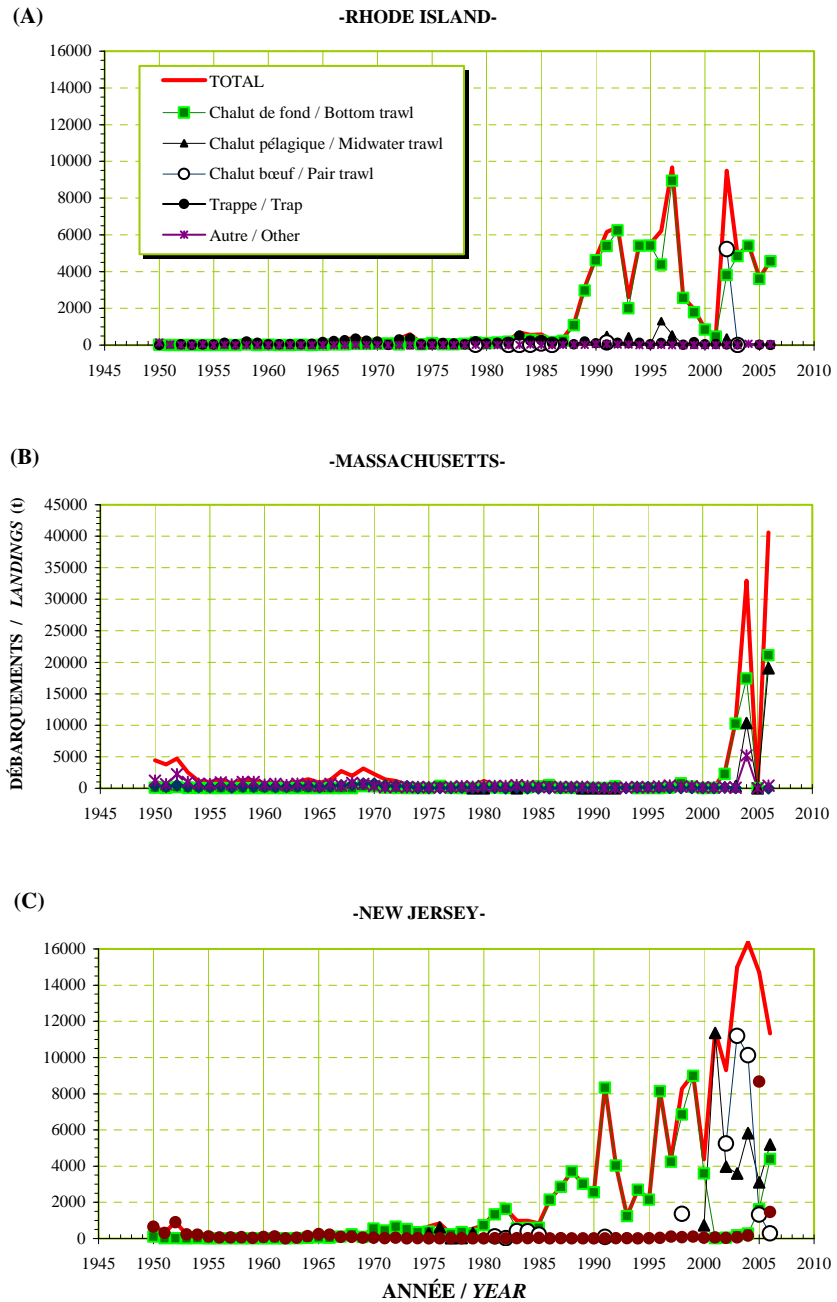 (A)
-RHODE ISLAND-
16000
14000
12000
10000
8000
6000
4000
2000
0
TOTAL
Chalut de fond / Bottom trawl
Chalut pélagique / Midwater trawl
Chalut bœuf / Pair trawl
Trappe / Trap
Autre / Other
1945 1950 1955 1960 1965 1970 1975 1980 1985 1990 1995 2000 2005 2010
(B)
-MASSACHUSETTS-
DÉBARQUEMENTS / LANDINGS (t)
45000
40000
35000
30000
25000
20000
15000
10000
5000
0
1945 1950 1955 1960 1965 1970 1975 1980 1985 1990 1995 2000 2005 2010
(C)
-NEW JERSEY-
16000
14000
12000
10000
8000
6000
4000
2000
0
1945 1950 1955 1960 1965 1970 1975 1980 1985 1990 1995 2000 2005 2010
ANNÉE / YEAR